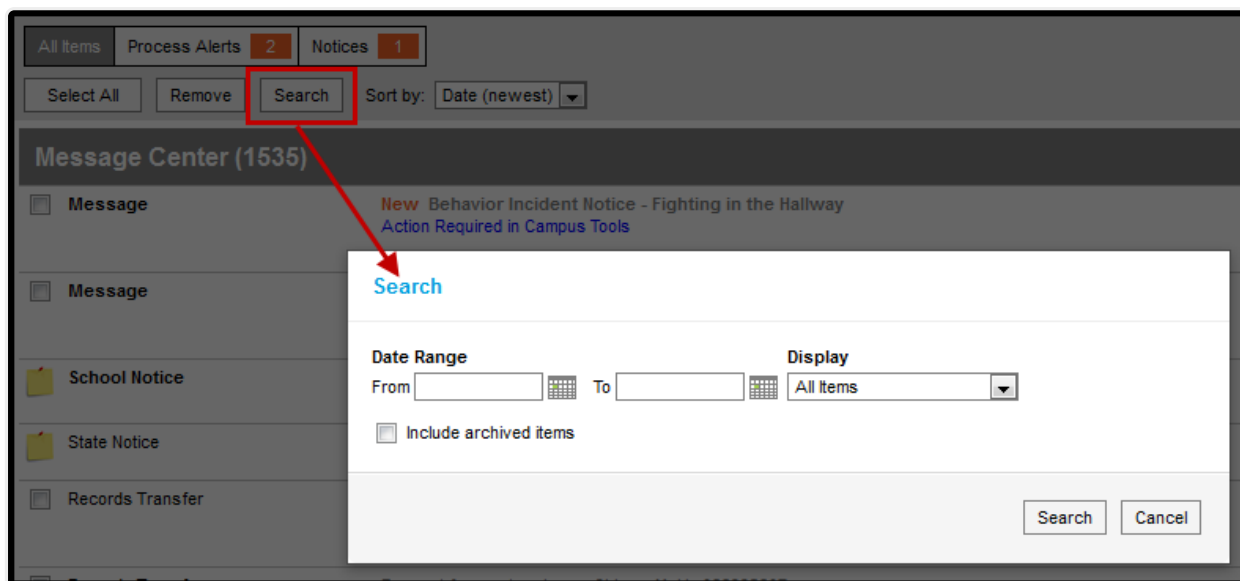 All Items Process Alerts 2 Notices 1
Select All Remove Search Sort by: Date (newest)
Message Center (1535)
Message New Behavior Incident Notice - Fighting in the Hallway
Action Required in Campus Tools
Search
Message
Date Range Display
School Notice
From To All Items
Include archived items
State Notice
Records Transfer
Search Cancel